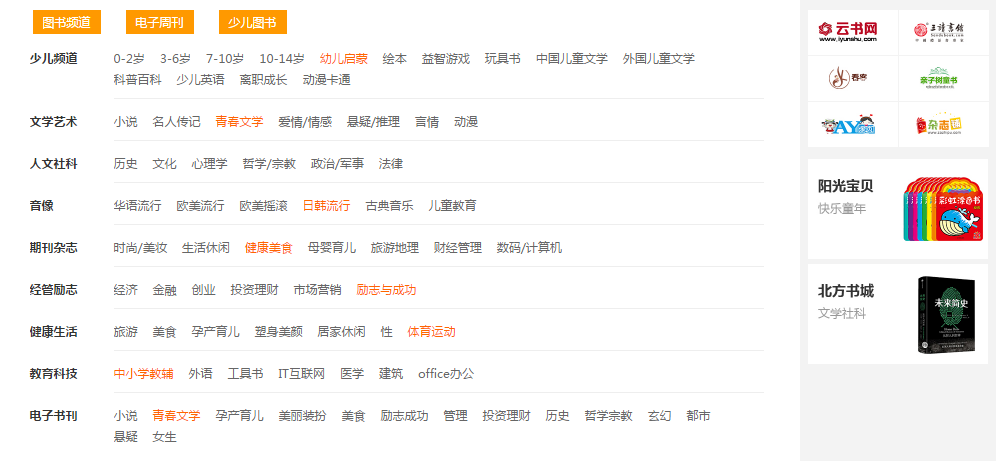 图书频道 电子周刊 少儿图书
少儿频道 0-2岁 3-6岁 7-10岁 10-14岁 幼儿启蒙 绘本 益智游戏 玩具书 中国儿童文学 外国儿童文学
科普百科 少儿英语 离职成长 动漫卡通
文学艺术 小说 名人传记 青春文学 爱情/情感 悬疑/推理 言情 动漫
人文社科 历史 文化 心理学 哲学/宗教 政治/军事 法律
音像 华语流行 欧美流行 欧美摇滚 日韩流行 古典音乐 儿童教育
期刊杂志 时尚/美妆 生活休闲 健康美食 母婴育儿 旅游地理 财经管理 数码/计算机
经管励志 经济 金融 创业 投资理财 市场营销 励志与成功
健康生活 旅游 美食 孕产育儿 塑身美颜 居家休闲 性 体育运动
教育科技 中小学教辅 外语 工具书 IT互联网 医学 建筑 office办公
电子书刊 小说 青春文学 孕产育儿 美丽装扮 美食 励志成功 管理 投资理财 历史 哲学宗教 玄幻 都市
悬疑 女生
云书网
www.iyunshu.com
亲子树童书
杂志铺
阳光宝贝
快乐童年
彩虹涂色书
北方书城
文学社科
未来简史